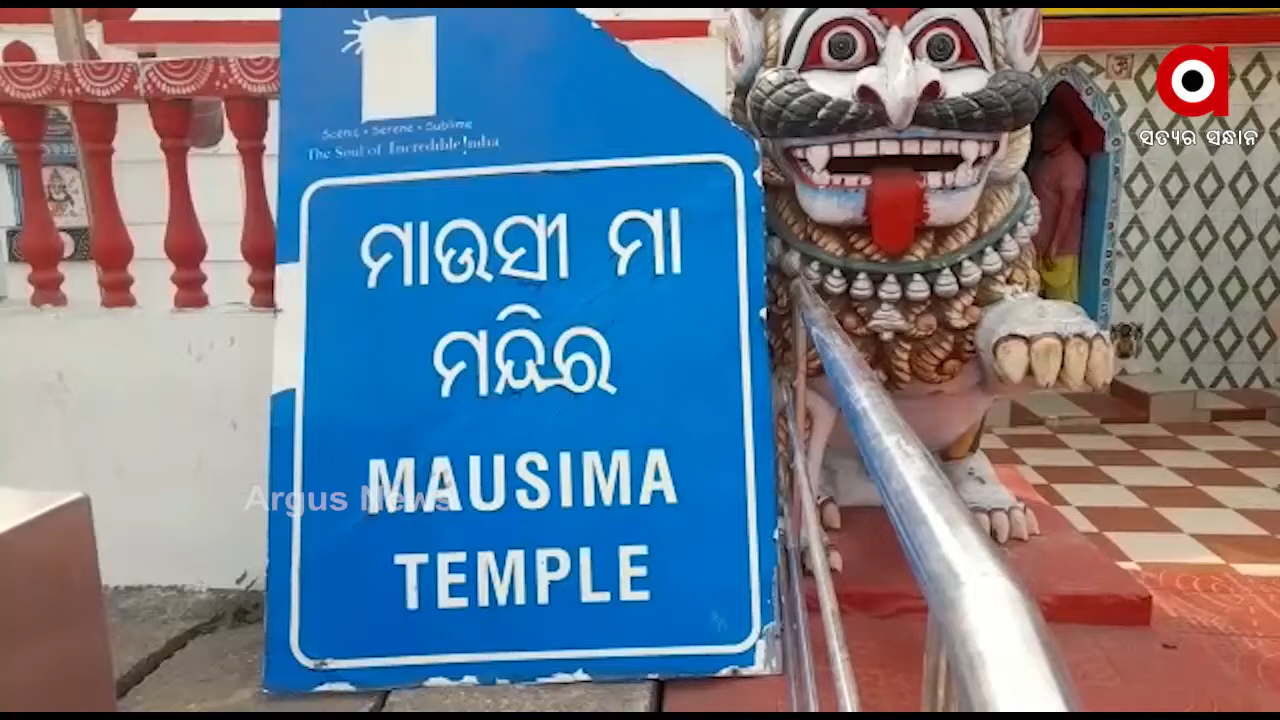 Scenic • Serene • Sublime
The Soul of Incredible India
ମାଉସୀ ମା
ମନ୍ଦିର
MAUSIMA
TEMPLE
Argus News
ସତ୍ୟର ସନ୍ଧାନ